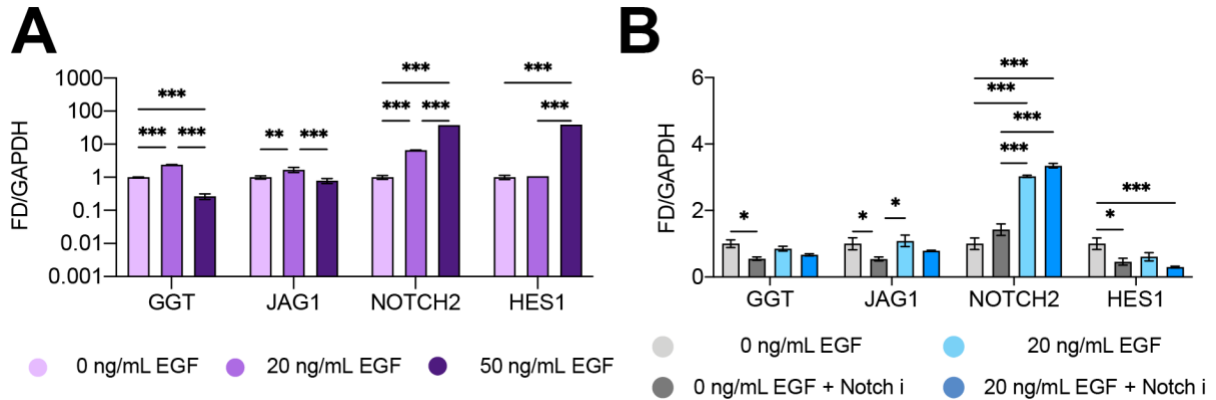 A
FD/GAPDH
1000
100
10
1
0.1
0.01
0.001
***
*** ***
** ***
***
*** ***
***
***
GGT JAG1 NOTCH2 HES1
0 ng/mL EGF 20 ng/mL EGF 50 ng/mL EGF
B
FD/GAPDH
6
4
2
0
*
* *
***
***
***
***
***
*
GGT JAG1 NOTCH2 HES1
0 ng/mL EGF 20 ng/mL EGF
0 ng/mL EGF + Notch i 20 ng/mL EGF + Notch i